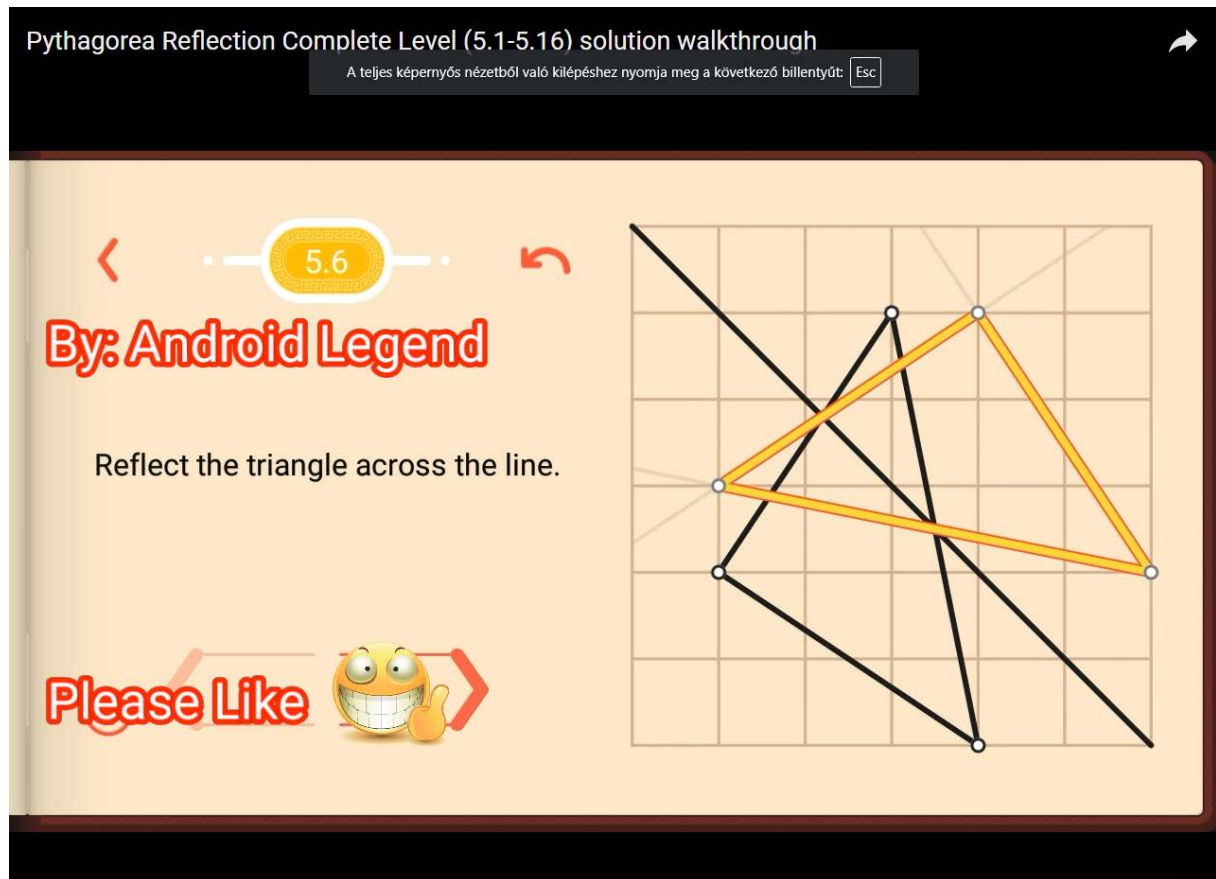 Pythagorea Reflection Complete Level (5.1-5.16) solution walkthrough
A teljes képernyős nézetből való kilépéshez nyomja meg a következő billentyűt: Esc
5.6
By: Android Legend
Reflect the triangle across the line.
Please Like